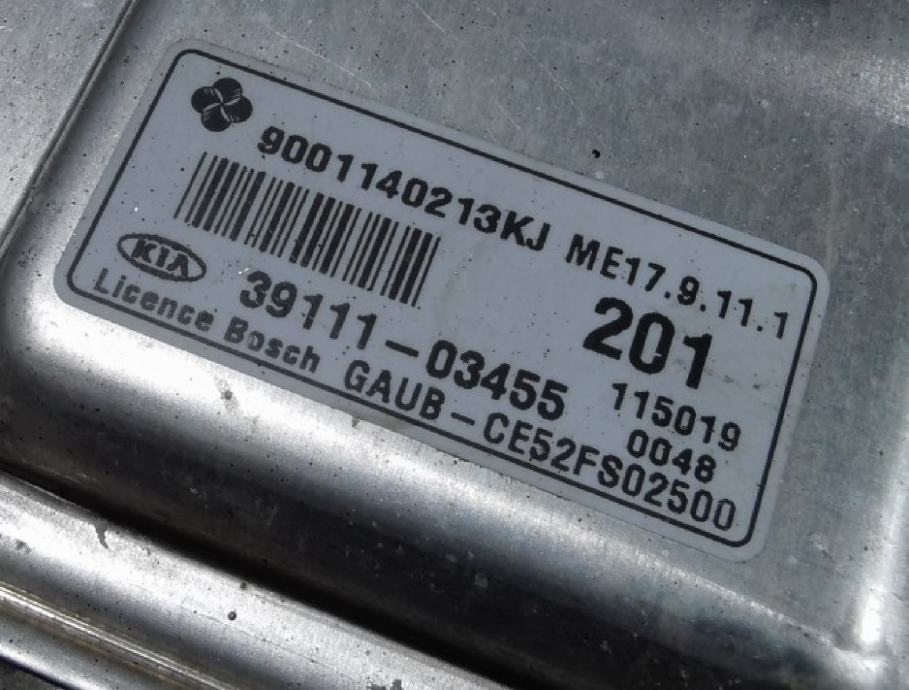 9001140213KJ ME17.9.11.1
KIA
39111-03455
201
115019
0048
Licence Bosch GAUB-CE52FS02500